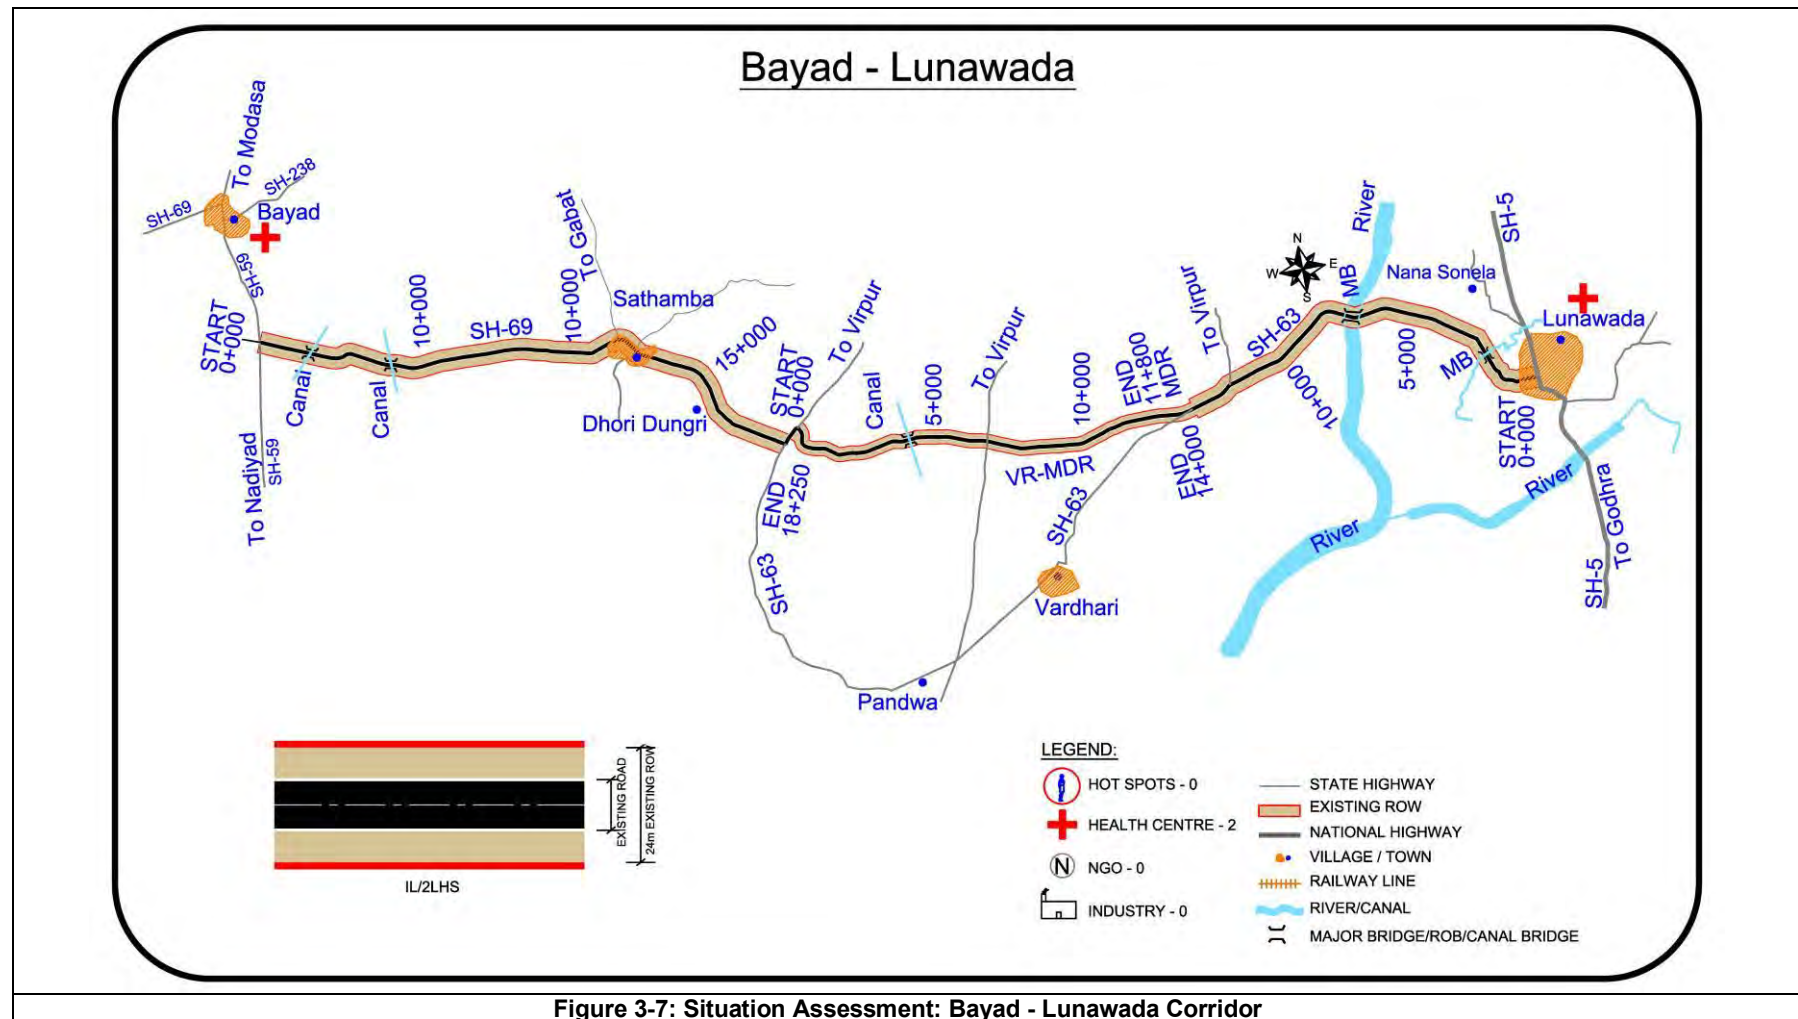 Bayad - Lunawada
To Modasa
SH-238
SH-69
Bayad
SH-59
START
0+000
To Nadiyad
SH-59
Canal
Canal
10+000
SH-69
10+000
To Gabat
Sathamba
Dhori Dungri
15+000
START
0+000
To Virpur
END
18+250
SH-63
Canal
5+000
To Virpur
Pandwa
VR-MDR
10+000
SH-63
Vardhari
END
11+800
MDR
END
14+000
To Virpur
SH-63
10+000
N
E
W
S
River
MB
5+000
Nana Sonela
SH-5
Lunawada
MB
START
0+000
River
River
To Godhra
SH-5
EXISTING ROAD
24m EXISTING ROW
IL/2LHS
LEGEND:
HOT SPOTS - 0
HEALTH CENTRE - 2
N NGO - 0
INDUSTRY - 0
STATE HIGHWAY
EXISTING ROW
NATIONAL HIGHWAY
VILLAGE / TOWN
RAILWAY LINE
RIVER/CANAL
MAJOR BRIDGE/ROB/CANAL BRIDGE
Figure 3-7: Situation Assessment: Bayad - Lunawada Corridor